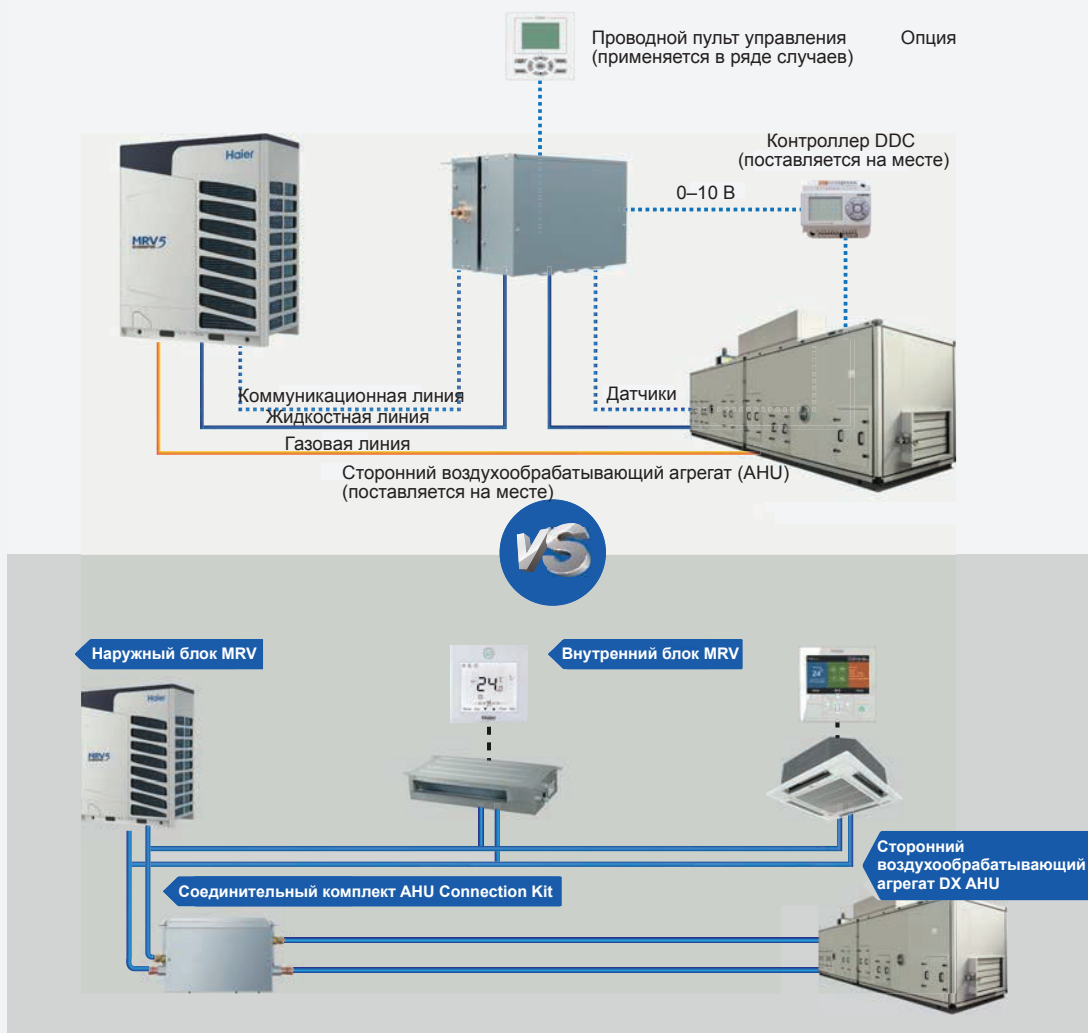 Проводной пульт управления
(применяется в ряде случаев)
Опция
Контроллер DDC
(поставляется на месте)
Haier
0–10 В
MRV5
Коммуникационная линия
Датчики
Жидкостная линия
Газовая линия
Сторонний воздухообрабатывающий агрегат (AHU)
(поставляется на месте)
VS
Наружный блок MRV
Внутренний блок MRV
24
Haier
24°
Haier
MRV5
Сторонний
воздухообрабатывающий
агрегат DX AHU
Соединительный комплект AHU Connection Kit